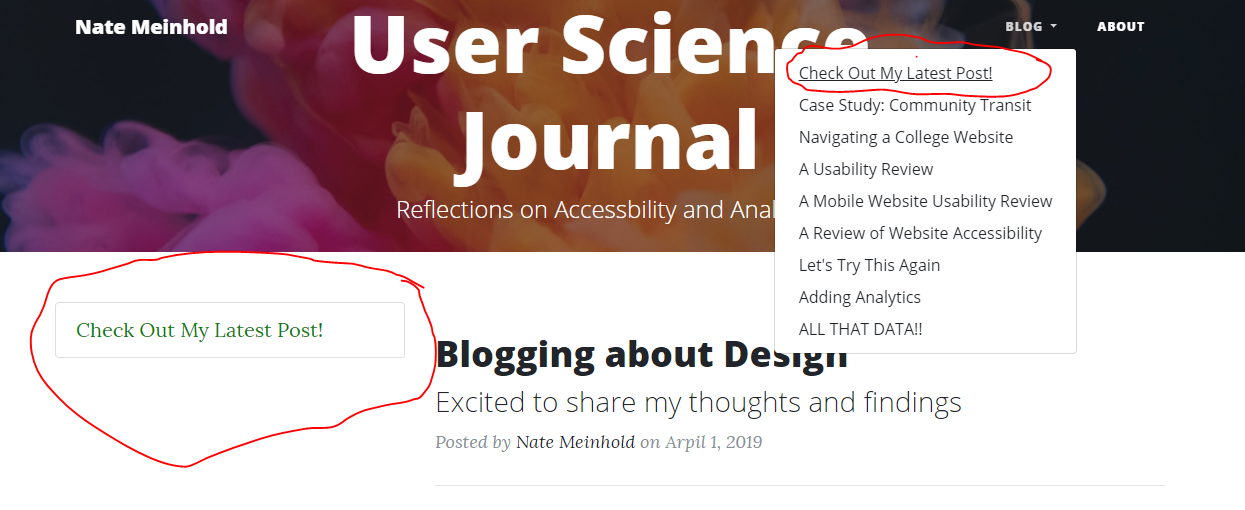 Nate Meinhold
BLOG
ABOUT
User Science
Journal
Reflections on Accessbility and Anal
Check Out My Latest Post!
Case Study: Community Transit
Navigating a College Website
A Usability Review
A Mobile Website Usability Review
A Review of Website Accessibility
Let's Try This Again
Adding Analytics
ALL THAT DATA!!
Check Out My Latest Post!
Blogging about Design
Excited to share my thoughts and findings
Posted by Nate Meinhold on Arpil 1, 2019